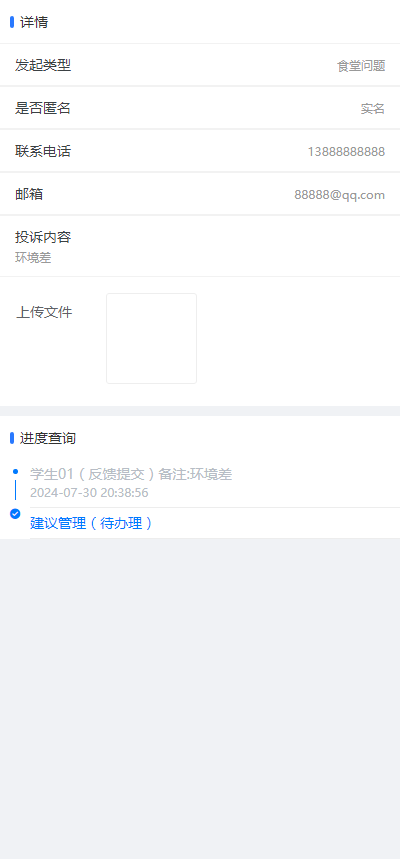 详情
发起类型 食堂问题
是否匿名 实名
联系电话 13888888888
邮箱 88888@qq.com
投诉内容
环境差
上传文件
进度查询
学生01（反馈提交）备注:环境差
2024-07-30 20:38:56
建议管理（待办理）